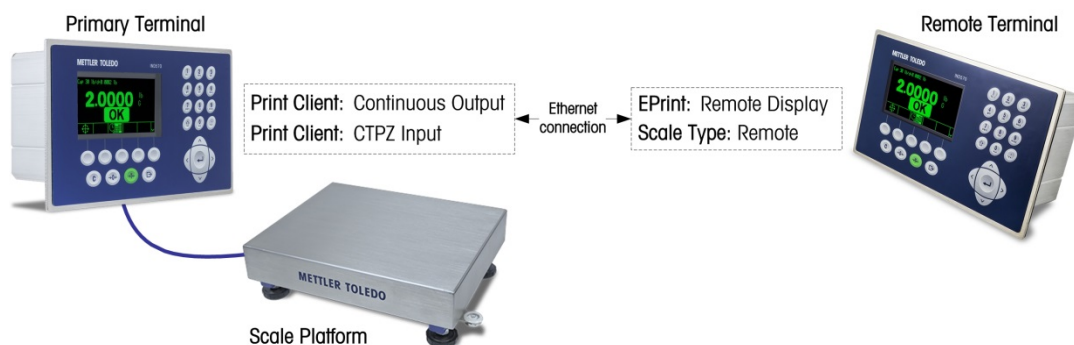 Primary Terminal
Remote Terminal
METTLER TOLEDO
2.0000
OK
Print Client: Continuous Output
Print Client: CTPZ Input
Ethernet
connection
EPrint: Remote Display
Scale Type: Remote
METTLER TOLEDO
2.0000
OK
METTLER TOLEDO
Scale Platform